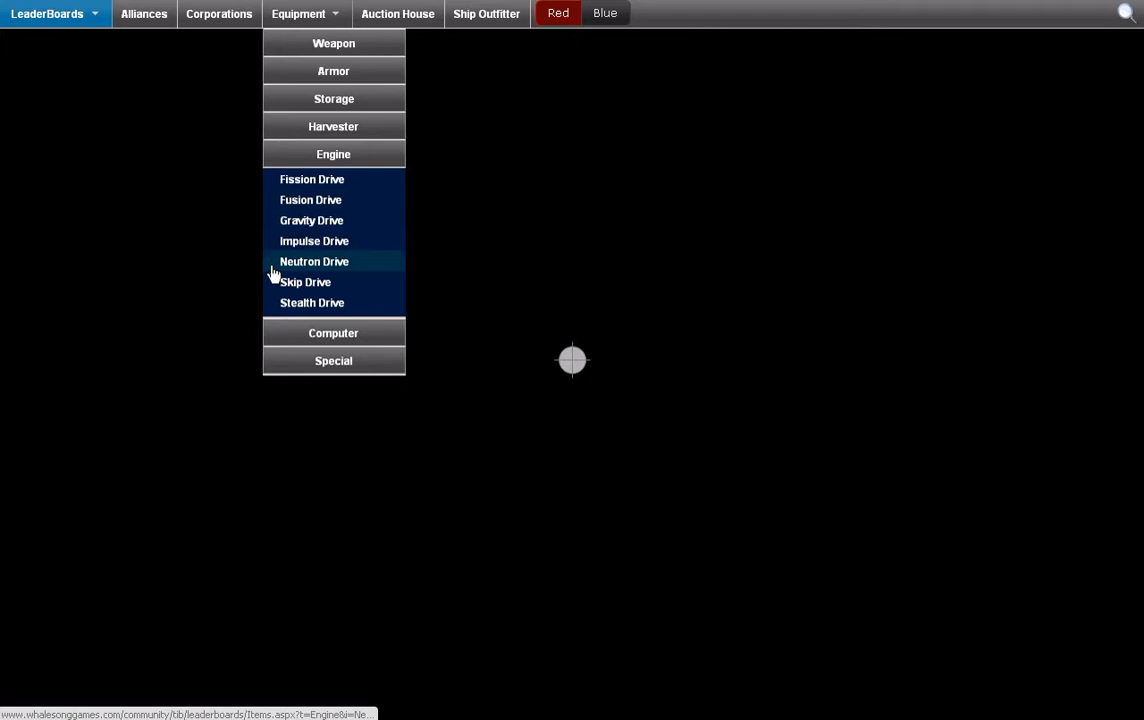 LeaderBoards Alliances Corporations Equipment Auction House Ship Outfitter Red Blue
Weapon
Armor
Storage
Harvester
Engine
Fission Drive
Fusion Drive
Gravity Drive
Impulse Drive
Neutron Drive
Skip Drive
Stealth Drive
Computer
Special
www.whalesonggames.com/community/tib/leaderboards/Items.aspx?t=Engine&i=Ne...